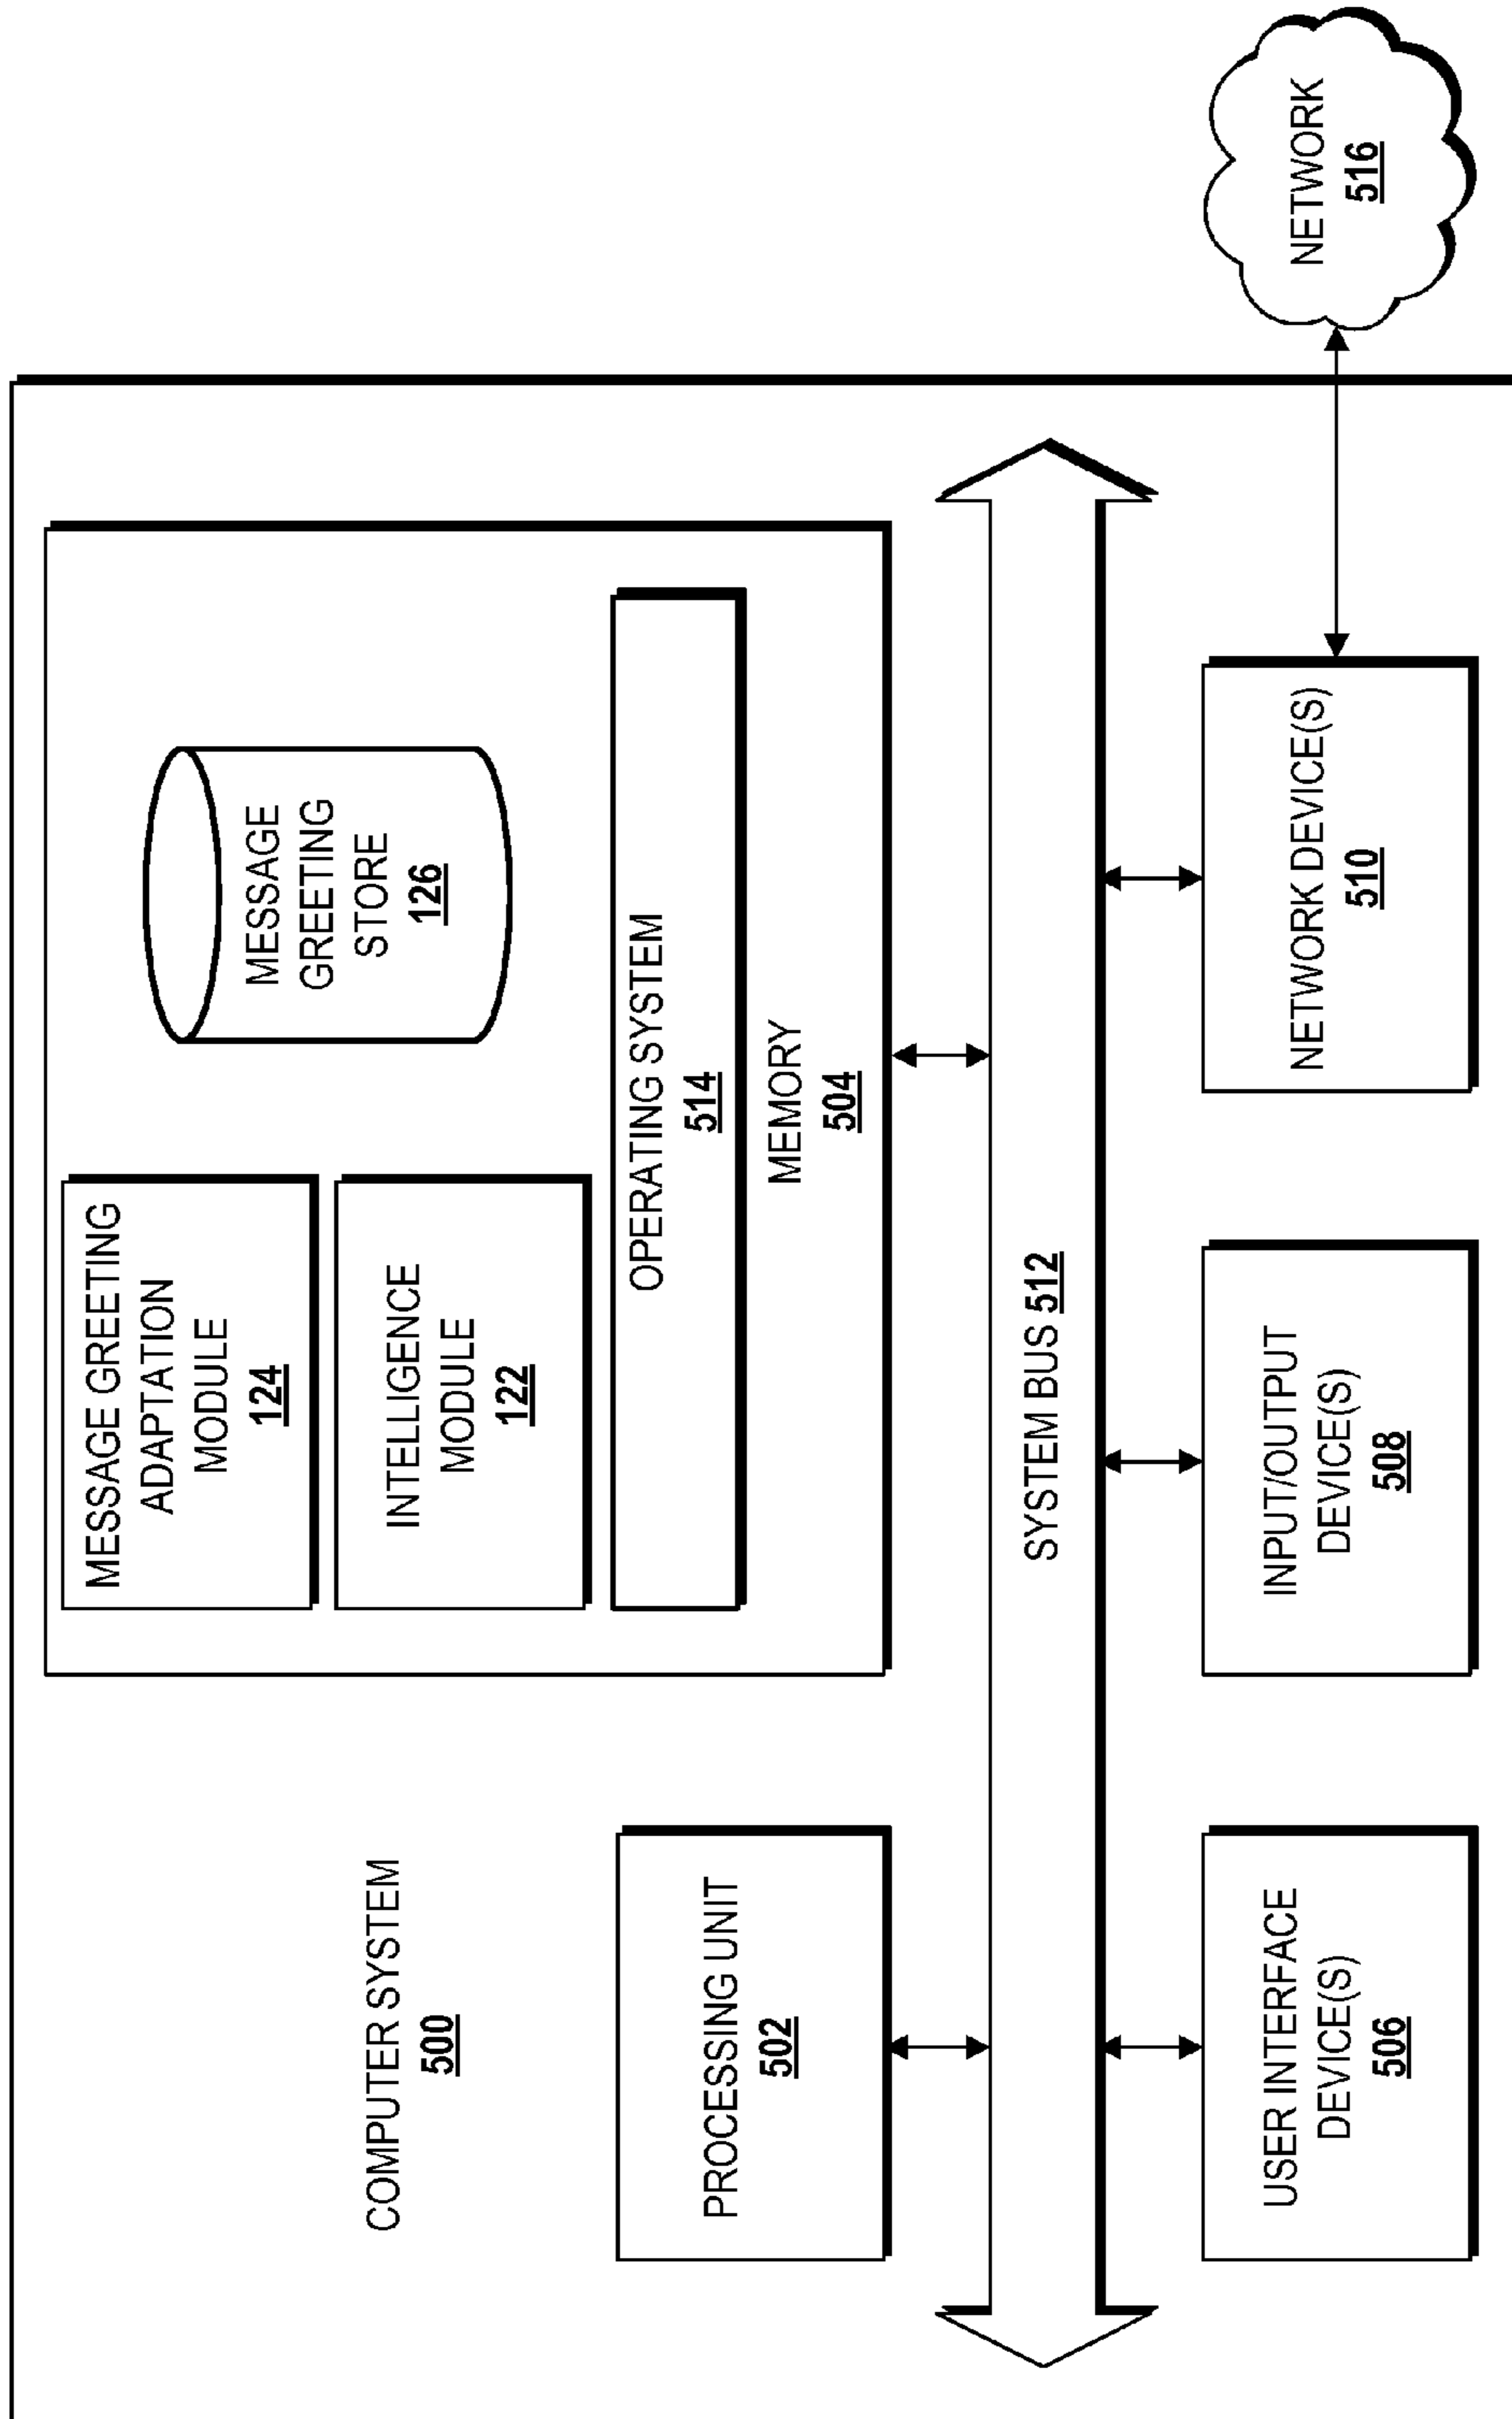 COMPUTER SYSTEM
500
MESSAGE GREETING
ADAPTATION
MODULE
124
INTELLIGENCE
MODULE
122
MESSAGE
GREETING
STORE
126
OPERATING SYSTEM
514
MEMORY
504
PROCESSING UNIT
502
SYSTEM BUS 512
USER INTERFACE
DEVICE(S)
506
INPUT/OUTPUT
DEVICE(S)
508
NETWORK DEVICE(S)
510
NETWORK
516